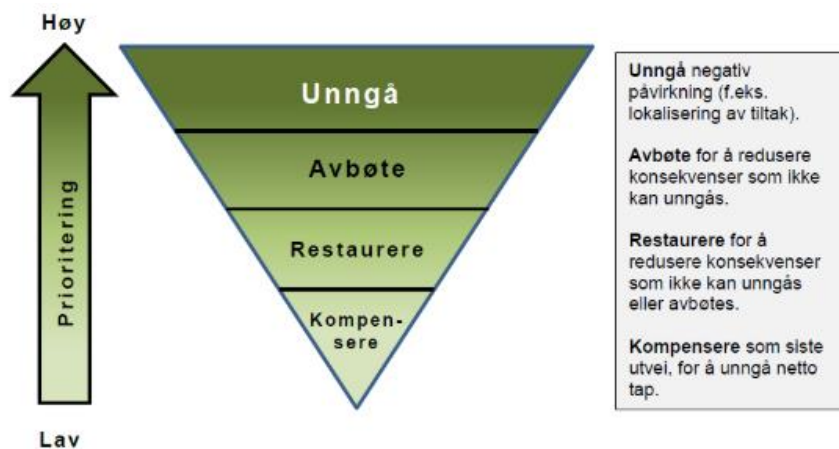 Høy
Prioritering
Lav
Unngå
Avbøte
Restaurere
Kompen-
sere
Unngå negativ
påvirkning (f.eks.
lokalisering av tiltak).
Avbøte for å redusere
konsekvenser som ikke
kan unngås.
Restaurere for å
redusere konsekvenser
som ikke kan unngås
eller avbøtes.
Kompensere som siste
utvei, for å unngå netto
tap.